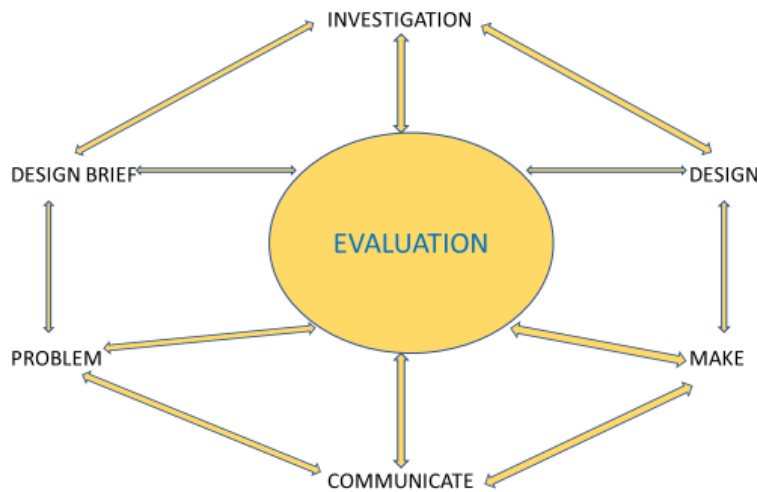 INVESTIGATION
DESIGN BRIEF
DESIGN
EVALUATION
PROBLEM
MAKE
COMMUNICATE